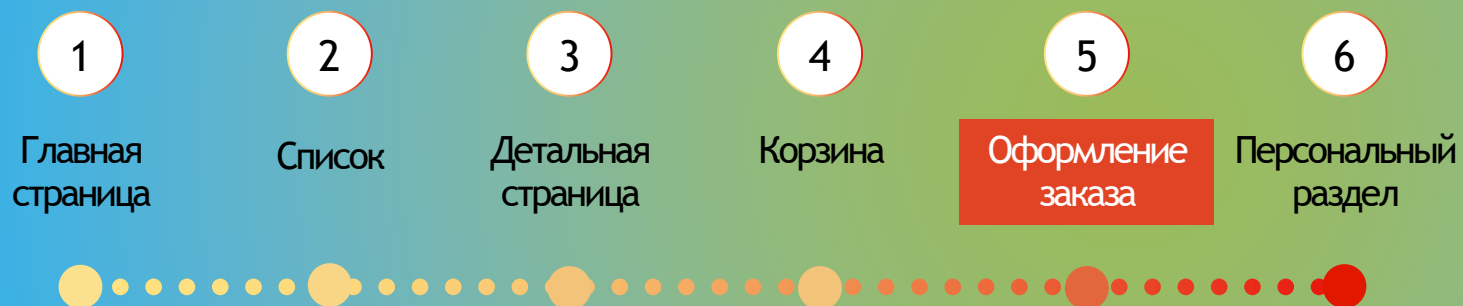 1
2
3
4
5
6
Главная
страница
Список
Детальная
страница
Корзина
Оформление
заказа
Персональный
раздел